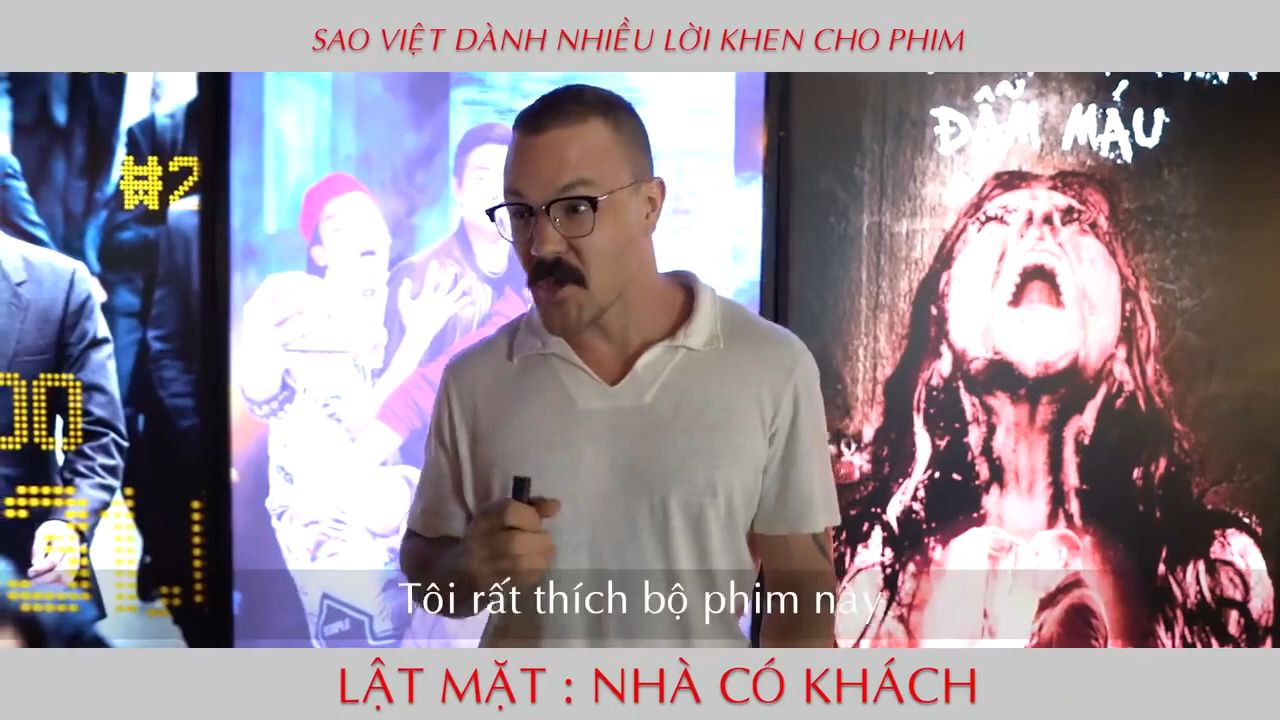 SAO VIỆT DÀNH NHIỀU LỜI KHEN CHO PHIM
ĐẪM MÁU
#2
00
Tôi rất thích bộ phim này
LẬT MẶT : NHÀ CÓ KHÁCH